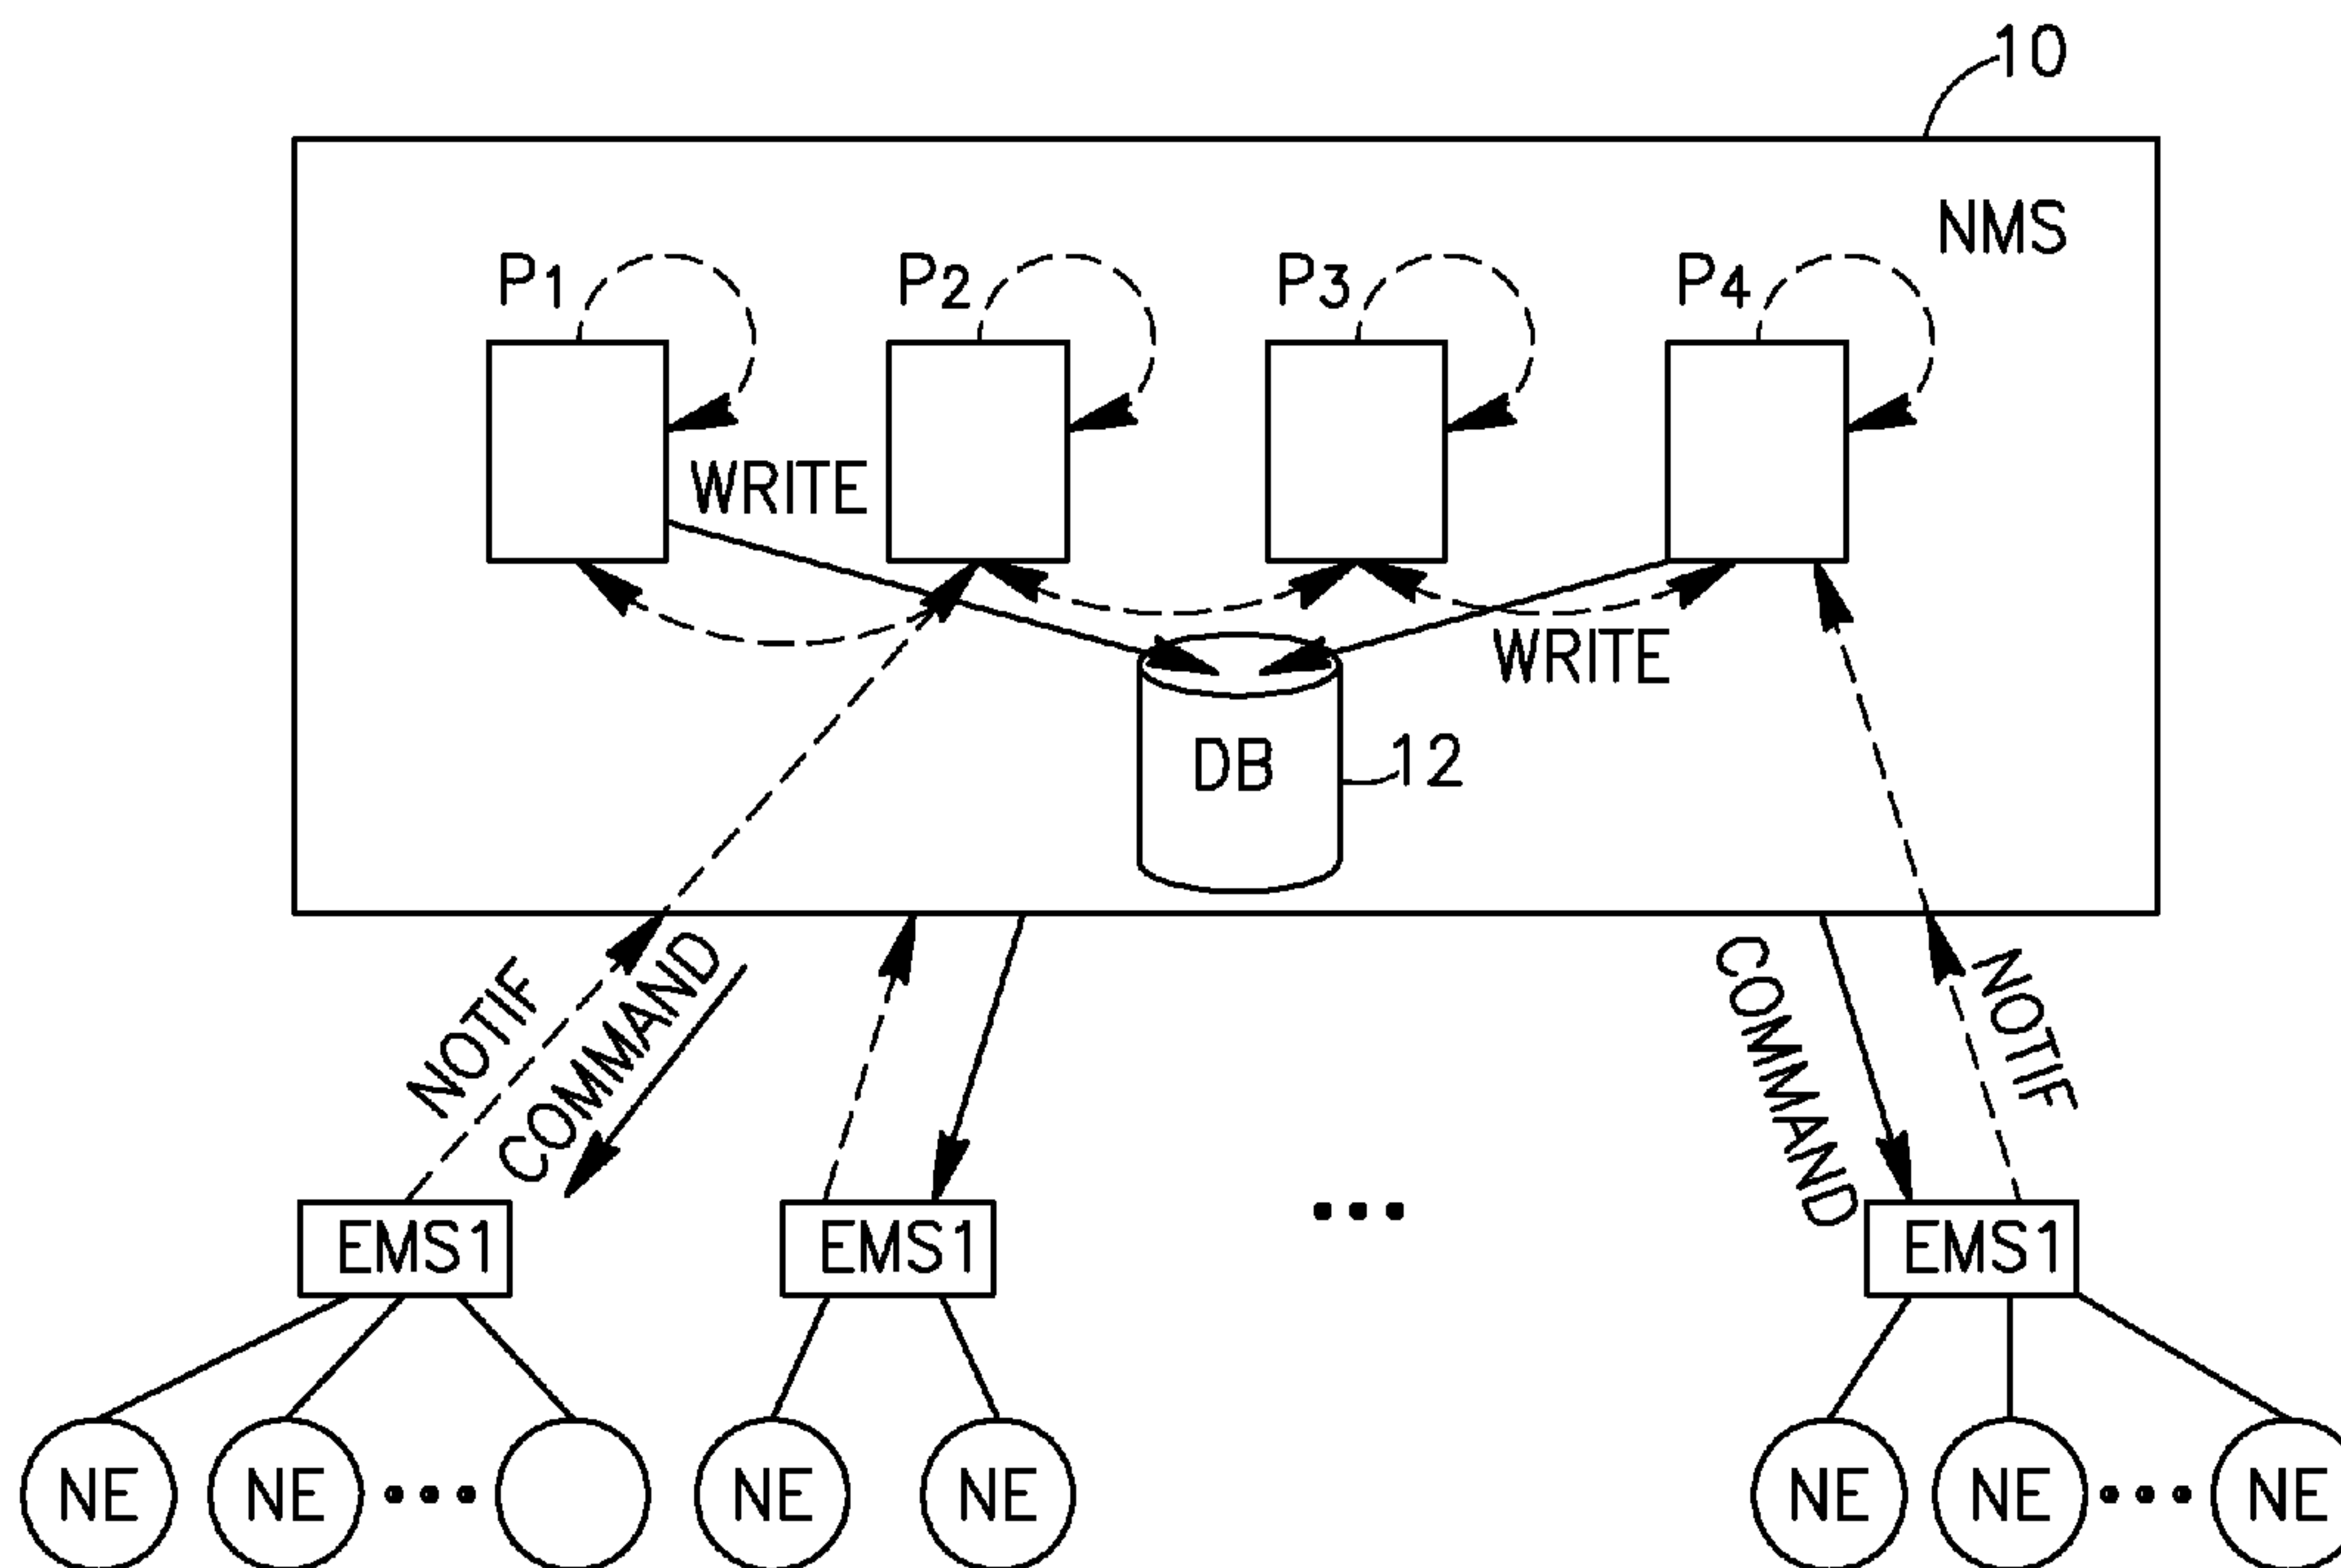 10
NMS
P1
P2
P3
P4
WRITE
WRITE
DB
12
NOTIF
COMMAND
COMMAND
NOTIF
EMS1
EMS1
EMS1
NE
NE
NE
NE
NE
NE
NE